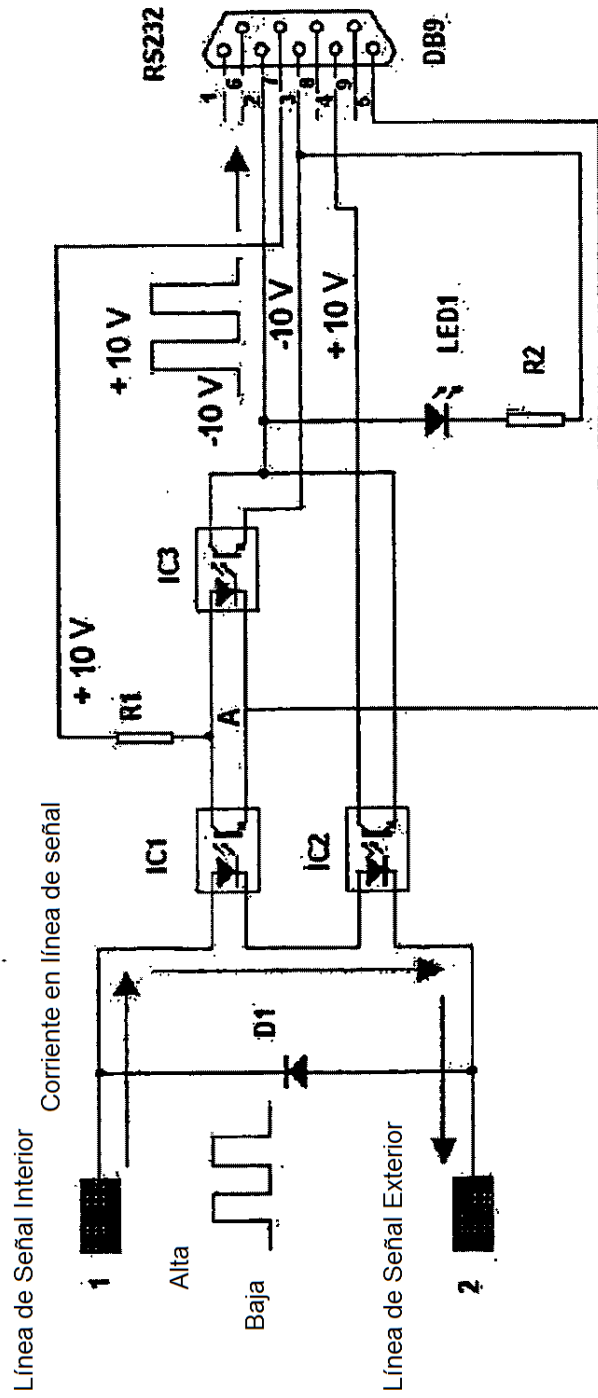 Línea de Señal Interior
1
Corriente en línea de señal
Alta
Baja
Línea de Señal Exterior
2
D1
IC1
IC2
R1
+ 10 V
A
IC3
+ 10 V
-10 V
-10 V
+ 10 V
LED1
R2
RS232
1
6
2
7
3
8
4
9
5
DB9